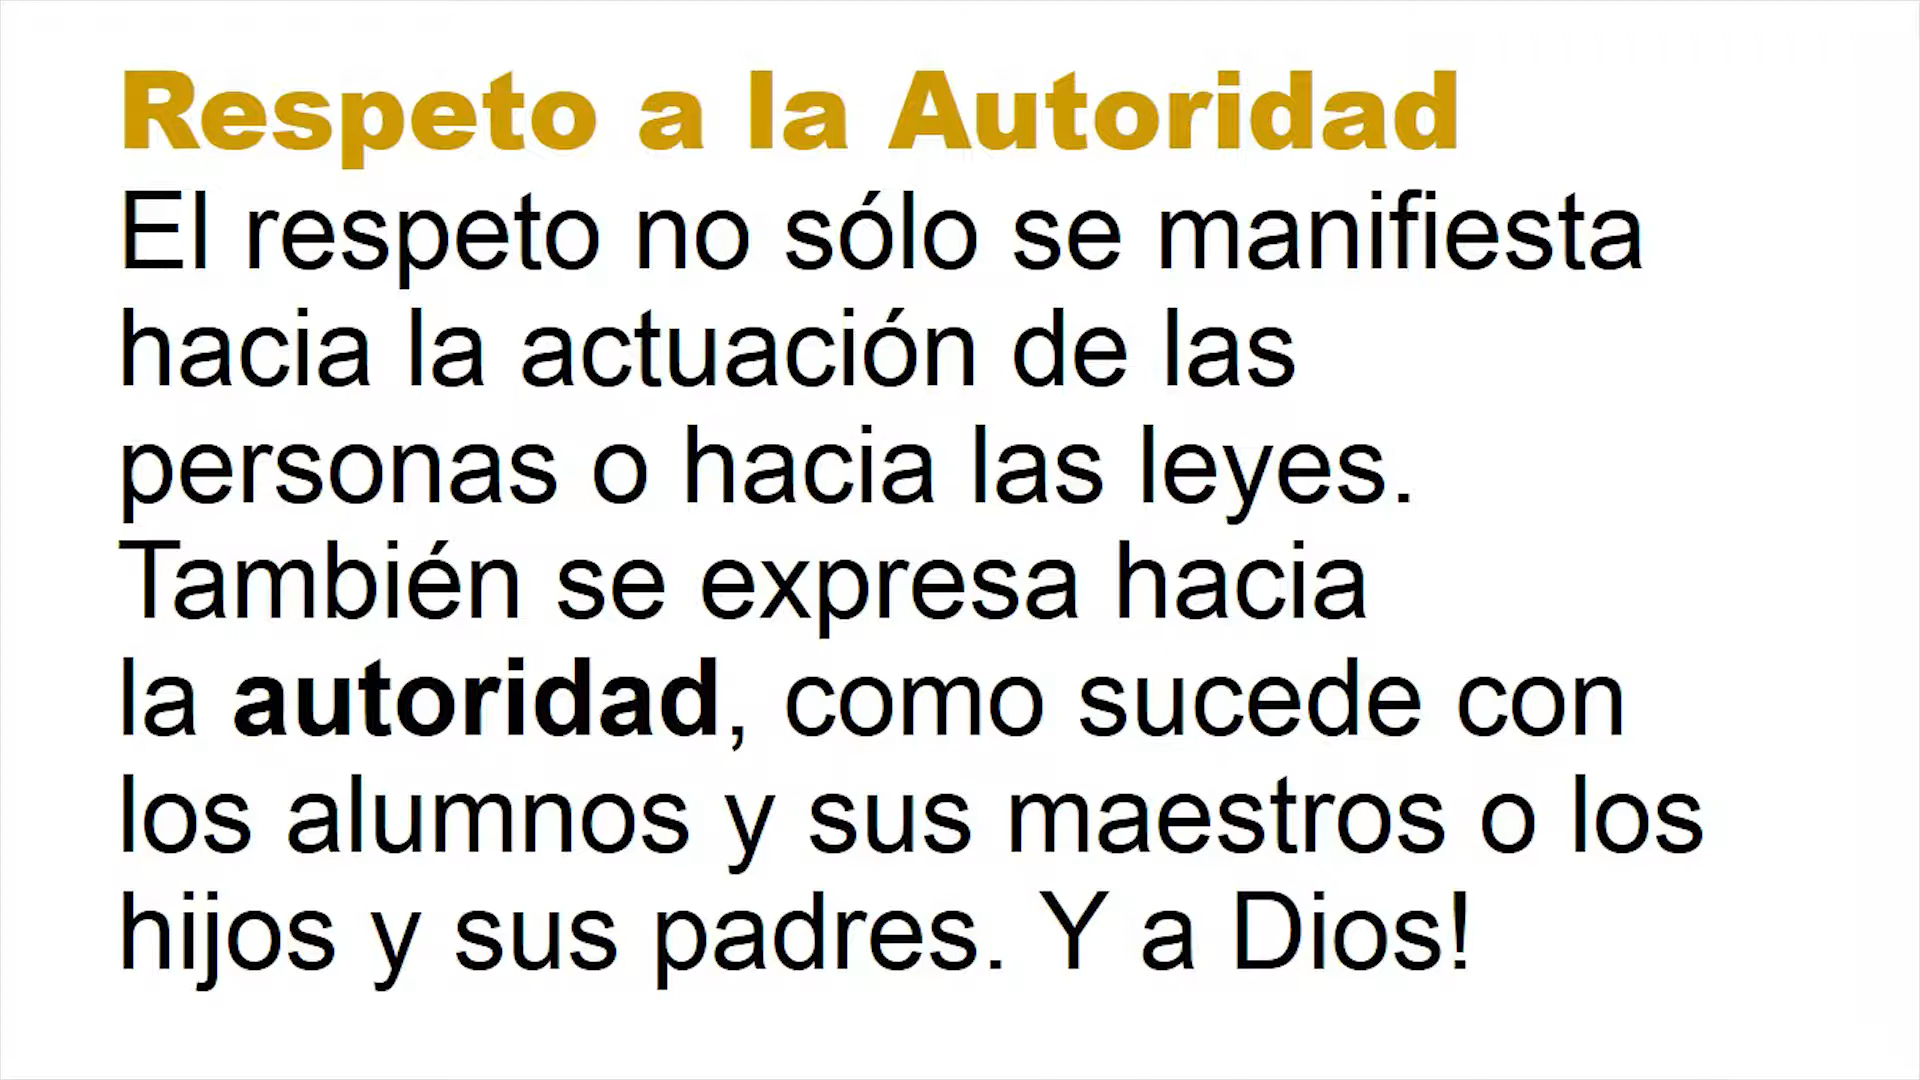 Respeto a la Autoridad
El respeto no sólo se manifiesta
hacia la actuación de las
personas o hacia las leyes.
También se expresa hacia
la autoridad, como sucede con
los alumnos y sus maestros o los
hijos y sus padres. Y a Dios!